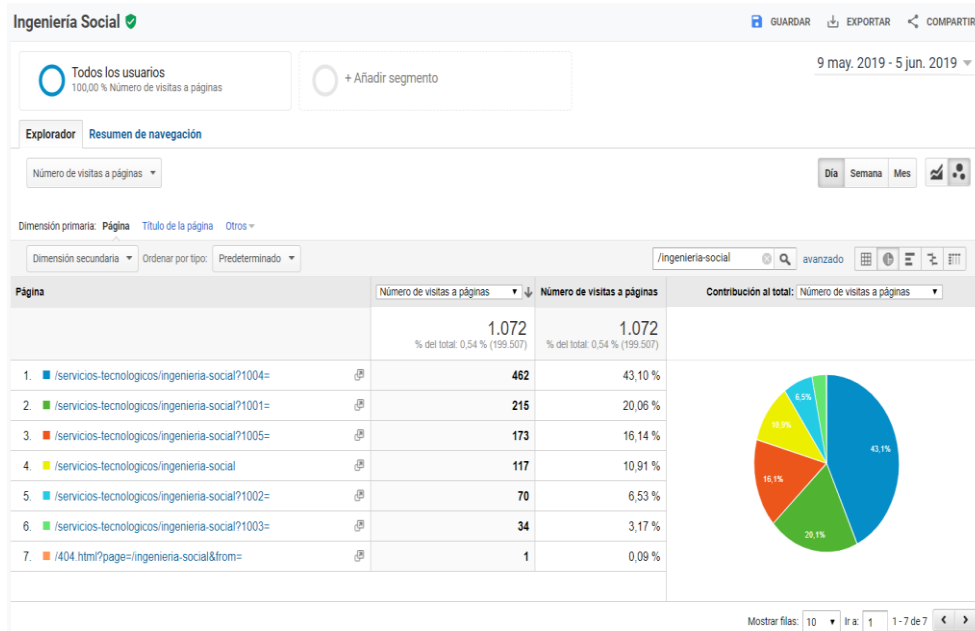 Ingeniería Social
GUARDAR EXPORTAR COMPARTIR
9 may. 2019 - 5 jun. 2019
Todos los usuarios
100,00 % Número de visitas a páginas
+ Añadir segmento
Explorador Resumen de navegación
Número de visitas a páginas
Día Semana Mes
Dimensión primaria: Página Título de la página Otros
Dimensión secundaria Ordenar por tipo: Predeterminado
/ingenieria-social avanzado
Página Número de visitas a páginas Número de visitas a páginas Contribución al total: Número de visitas a páginas
1.072 1.072
% del total: 0,54 % (199.507) % del total: 0,54 % (199.507)
1. /servicios-tecnologicos/ingenieria-social?1004= 462 43,10 %
2. /servicios-tecnologicos/ingenieria-social?1001= 215 20,06 %
3. /servicios-tecnologicos/ingenieria-social?1005= 173 16,14 %
4. /servicios-tecnologicos/ingenieria-social 117 10,91 %
5. /servicios-tecnologicos/ingenieria-social?1002= 70 6,53 %
6. /servicios-tecnologicos/ingenieria-social?1003= 34 3,17 %
7. /404.html?page=/ingenieria-social&from= 1 0,09 %
6,5%
10,9%
43,1%
16,1%
20,1%
Mostrar filas: 10 Ir a: 1 1 - 7 de 7